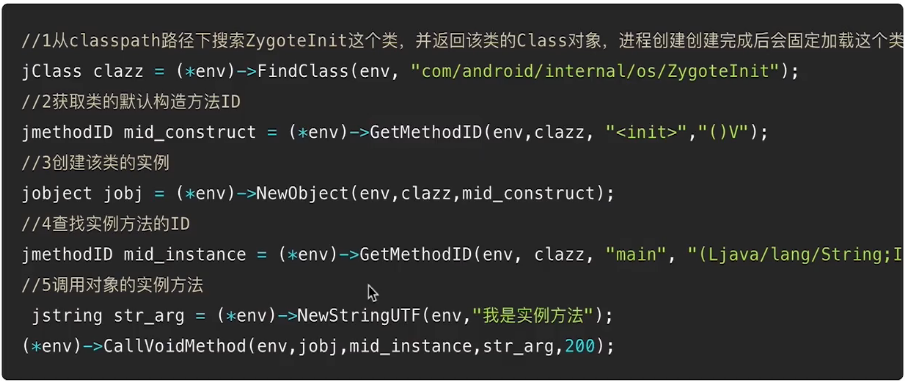 //1从classpath路径下搜索ZygoteInit这个类，并返回该类的Class对象，进程创建创建完成后会固定加载这个类
jClass clazz = (*env)->FindClass(env, "com/android/internal/os/ZygoteInit");
//2获取类的默认构造方法ID
jmethodID mid_construct = (*env)->GetMethodID(env,clazz, "<init>","()V");
//3创建该类的实例
jobject jobj = (*env)->NewObject(env,clazz,mid_construct);
//4查找实例方法的ID
jmethodID mid_instance = (*env)->GetMethodID(env, clazz, "main", "(Ljava/lang/String;I
//5调用对象的实例方法
jstring str_arg = (*env)->NewStringUTF(env,"我是实例方法");
(*env)->CallVoidMethod(env,jobj,mid_instance,str_arg,200);